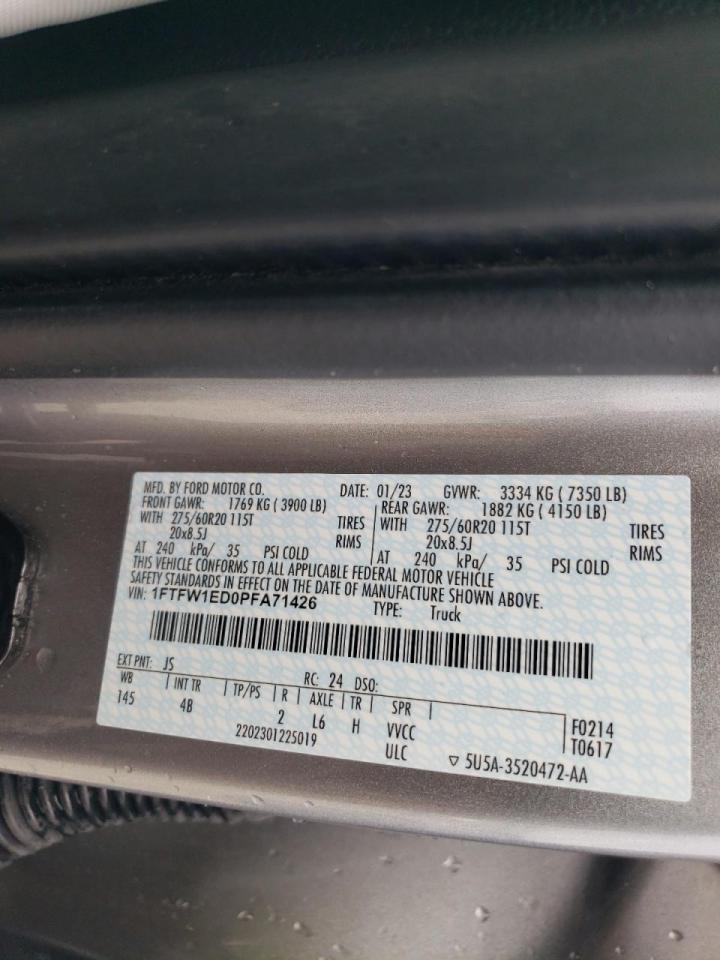 MFD. BY FORD MOTOR CO. DATE: 01/23 GVWR: 3334 KG ( 7350 LB)
FRONT GAWR: 1769 KG ( 3900 LB) REAR GAWR: 1882 KG ( 4150 LB)
WITH 275/60R20 115T TIRES WITH 275/60R20 115T TIRES
20x8.5J RIMS 20x8.5J RIMS
AT 240 kPa/ 35 PSI COLD AT 240 kPa/ 35 PSI COLD
THIS VEHICLE CONFORMS TO ALL APPLICABLE FEDERAL MOTOR VEHICLE
SAFETY STANDARDS IN EFFECT ON THE DATE OF MANUFACTURE SHOWN ABOVE.
VIN: 1FTFW1ED0PFA71426 TYPE: Truck
EXT PNT: JS RC: 24 DSO:
WB INT TR TP/PS R AXLE TR SPR
145 4B 2 L6 H VVCC F0214
2202301225019 ULC T0617
▽ 5U5A-3520472-AA